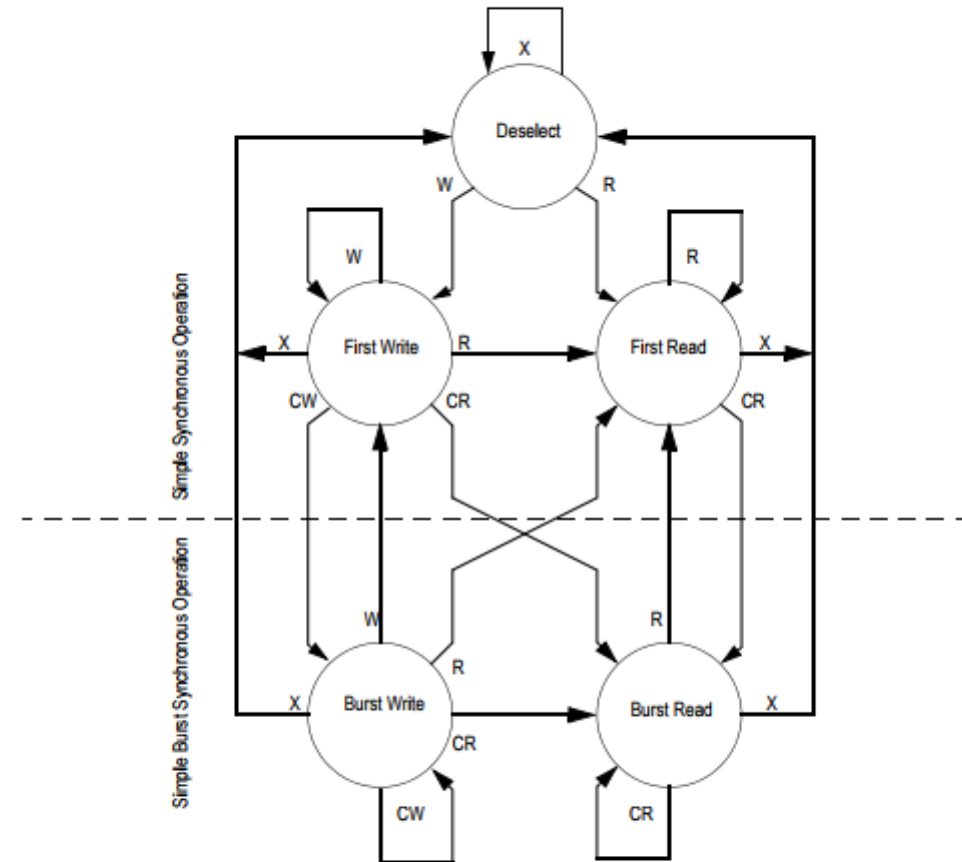 X
Deselect
W
R
W
R
Simple Synchronous Operation
X
First Write
R
First Read
X
CW
CR
CR
Simple Burst Synchronous Operation
W
R
R
X
Burst Write
Burst Read
X
CR
CW
CR